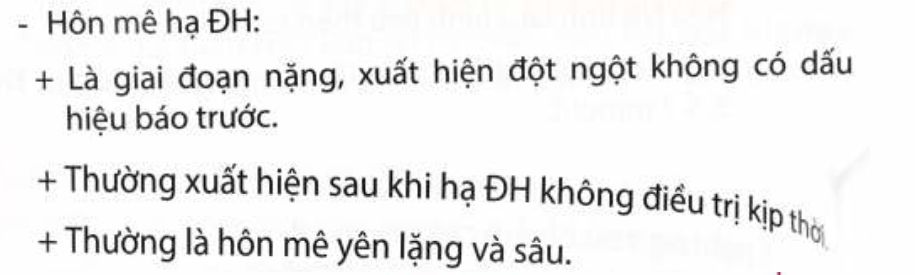 - Hôn mê hạ ĐH:
+ Là giai đoạn nặng, xuất hiện đột ngột không có dấu
hiệu báo trước.
+ Thường xuất hiện sau khi hạ ĐH không điều trị kịp thời.
+ Thường là hôn mê yên lặng và sâu.